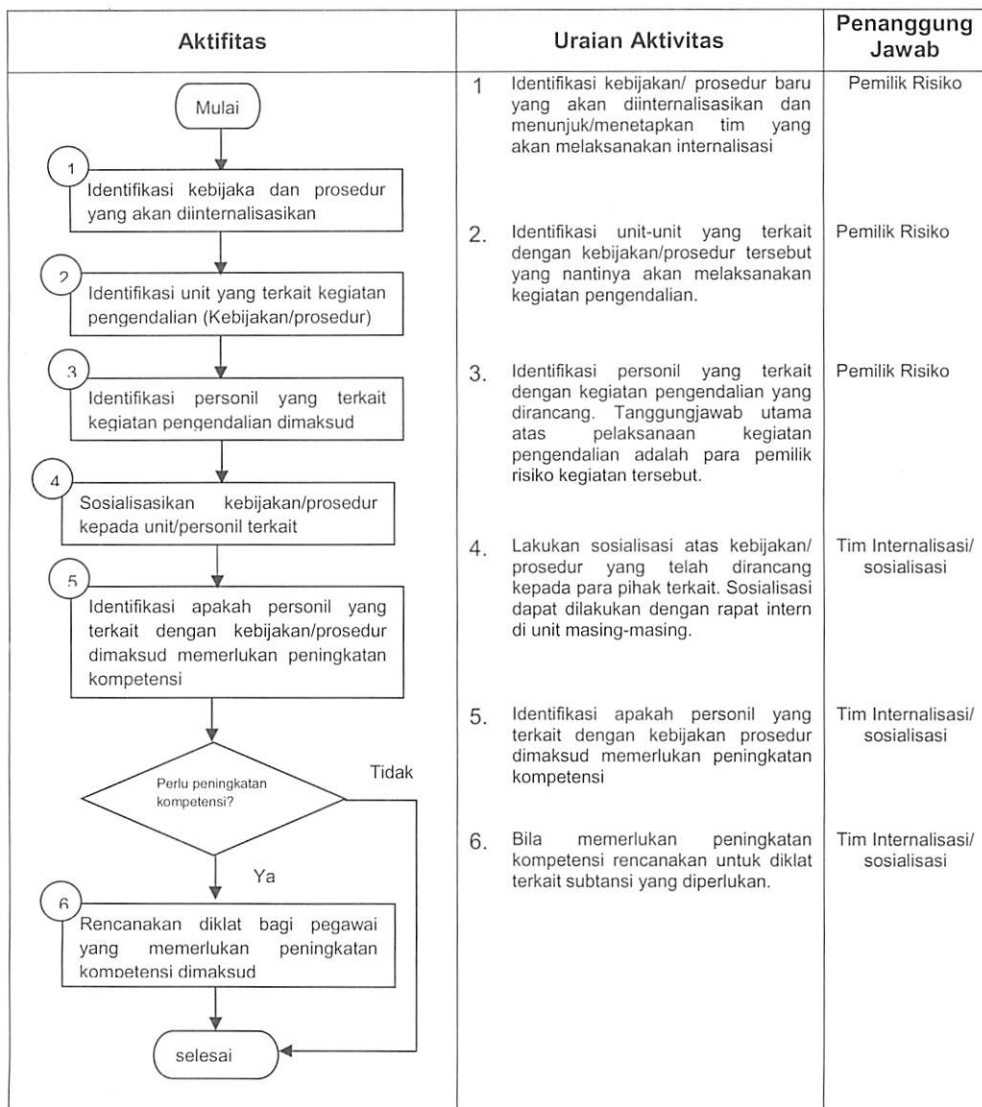 Aktifitas
Uraian Aktivitas
Penanggung
Jawab
Mulai
1
Identifikasi kebijaka dan prosedur
yang akan diinternalisasikan
2
Identifikasi unit yang terkait kegiatan
pengendalian (Kebijakan/prosedur)
3
Identifikasi personil yang terkait
kegiatan pengendalian dimaksud
4
Sosialisasikan kebijakan/prosedur
kepada unit/personil terkait
5
Identifikasi apakah personil yang
terkait dengan kebijakan/prosedur
dimaksud memerlukan peningkatan
kompetensi
Perlu peningkatan
kompetensi?
Tidak
Ya
6
Rencanakan diklat bagi pegawai
yang memerlukan peningkatan
kompetensi dimaksud
selesai
1 Identifikasi kebijakan/ prosedur baru
yang akan diinternalisasikan dan
menunjuk/menetapkan tim yang
akan melaksanakan internalisasi
Pemilik Risiko
2. Identifikasi unit-unit yang terkait
dengan kebijakan/prosedur tersebut
yang nantinya akan melaksanakan
kegiatan pengendalian.
Pemilik Risiko
3. Identifikasi personil yang terkait
dengan kegiatan pengendalian yang
dirancang. Tanggungjawab utama
atas pelaksanaan kegiatan
pengendalian adalah para pemilik
risiko kegiatan tersebut.
Pemilik Risiko
4. Lakukan sosialisasi atas kebijakan/
prosedur yang telah dirancang
kepada para pihak terkait. Sosialisasi
dapat dilakukan dengan rapat intern
di unit masing-masing.
Tim Internalisasi/
sosialisasi
5. Identifikasi apakah personil yang
terkait dengan kebijakan prosedur
dimaksud memerlukan peningkatan
kompetensi
Tim Internalisasi/
sosialisasi
6. Bila memerlukan peningkatan
kompetensi rencanakan untuk diklat
terkait subtansi yang diperlukan.
Tim Internalisasi/
sosialisasi